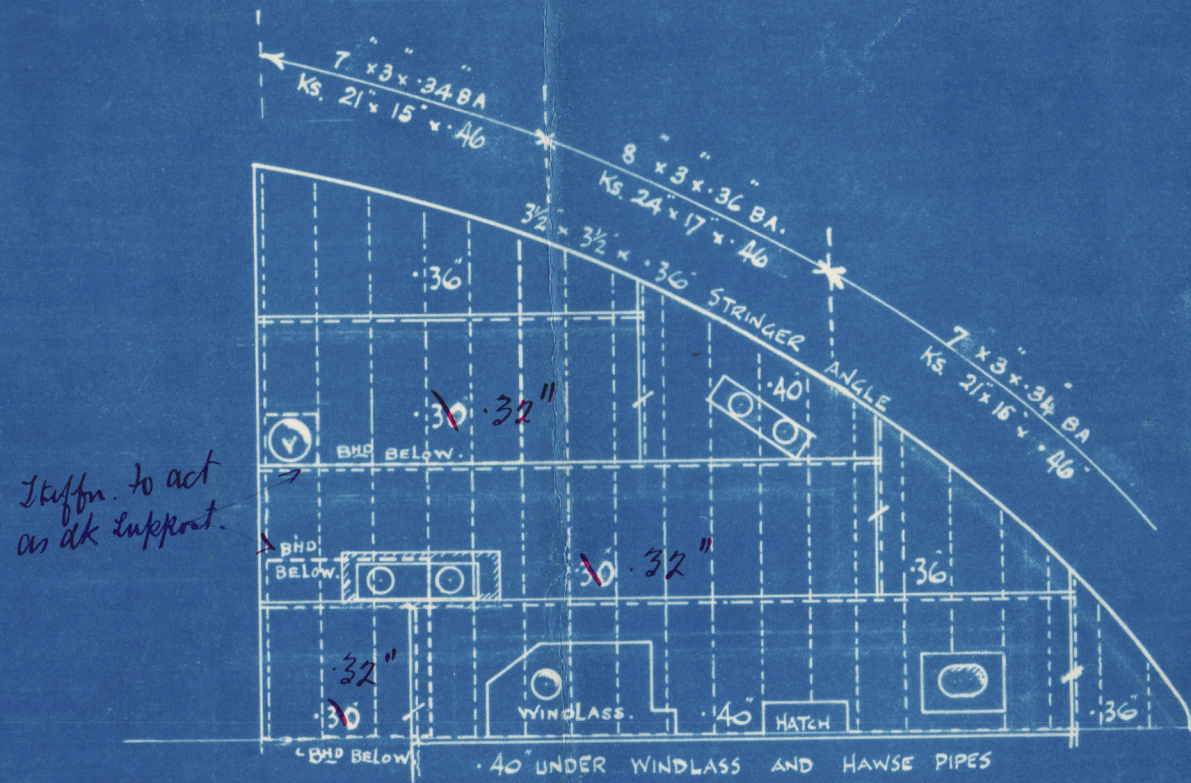 7" x 3" x .34" BA
Ks. 21" x 15" x .46
8" x 3" x .36" BA.
Ks. 24" x 17" x .46"
3½" x 3½" x .36" STRINGER ANGLE
7" x 3" x .34" BA
Ks. 21" x 16" x .46"
.36"
.30 .32"
.40
V
BHD BELOW.
Stiffn. to act
as dk support.
BHD
BELOW.
.30" .32"
.36"
.32"
.30"
WINDLASS.
.40"
HATCH
.36"
BHD BELOW
.40" UNDER WINDLASS AND HAWSE PIPES